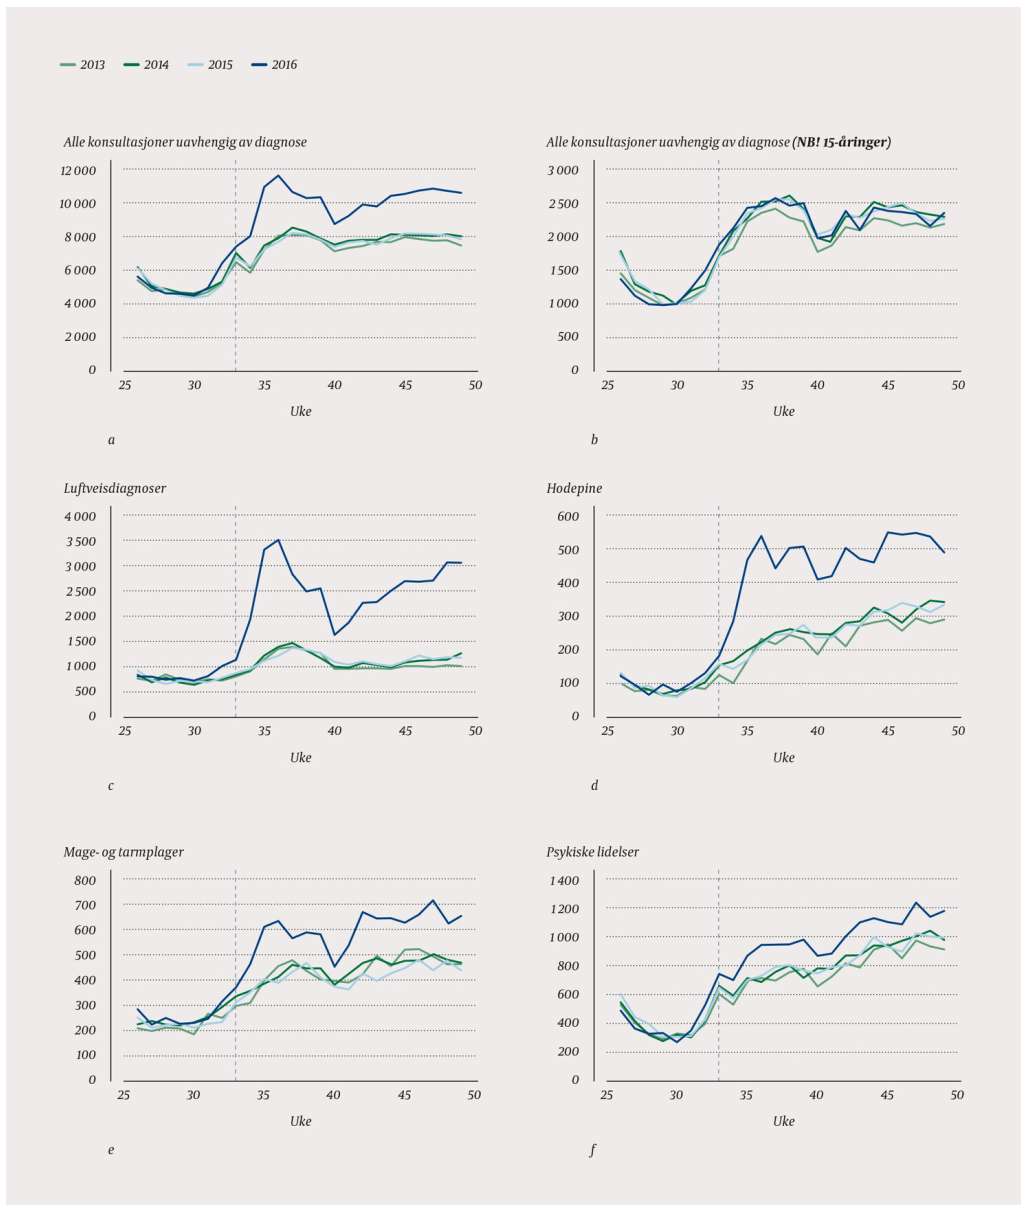 2013 2014 2015 2016
Alle konsultasjoner uavhengig av diagnose
12 000
10 000
8 000
6 000
4 000
2 000
0
25 30 35 40 45 50
Uke
a
Alle konsultasjoner uavhengig av diagnose (NB! 15-åringer)
3 000
2 500
2 000
1 500
1 000
500
0
25 30 35 40 45 50
Uke
b
Luftveisdiagnoser
4 000
3 500
3 000
2 500
2 000
1 500
1 000
500
0
25 30 35 40 45 50
Uke
c
Hodepine
600
500
400
300
200
100
0
25 30 35 40 45 50
Uke
d
Mage- og tarmplager
800
700
600
500
400
300
200
100
0
25 30 35 40 45 50
Uke
e
Psykiske lidelser
1 400
1 200
1 000
800
600
400
200
0
25 30 35 40 45 50
Uke
f